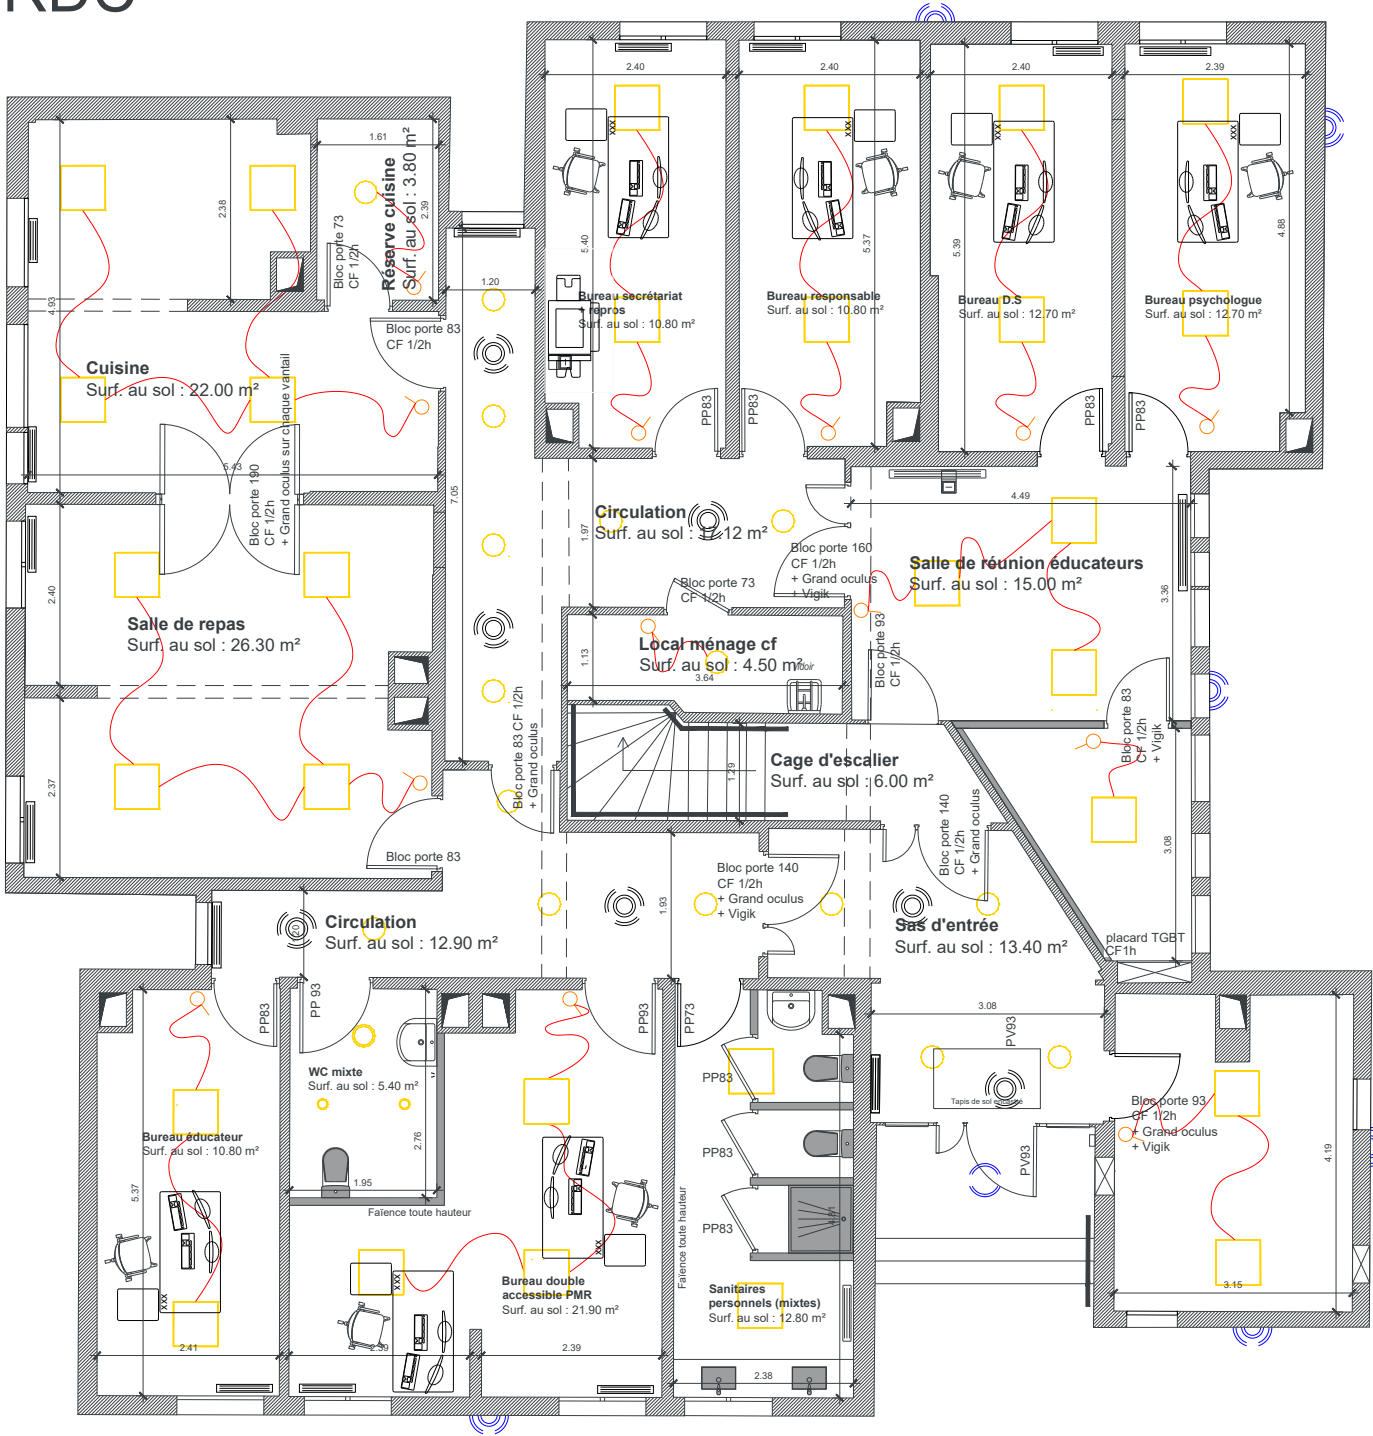 RDC
2.40
2.40
2.40
2.39
1.61
Réserve cuisine
Surf. au sol : 3.80 m²
2.39
2.38
Bloc porte 73
CF 1/2h
4.93
Bloc porte 83
CF 1/2h
Cuisine
Surf. au sol : 22.00 m²
5.43
Bloc porte 190
CF 1/2h
+ Grand oculus sur chaque vantail
1.20
7.05
XXX
XXX
XXX
XXX
5.40
5.37
5.39
4.88
Bureau secrétariat
+ repros
Surf. au sol : 10.80 m²
Bureau responsable
Surf. au sol : 10.80 m²
Bureau D.S
Surf. au sol : 12.70 m²
Bureau psychologue
Surf. au sol : 12.70 m²
PP83
PP83
PP83
PP83
Circulation
Surf. au sol : 17.12 m²
1.97
Bloc porte 160
CF 1/2h
+ Grand oculus
+ Vigik
Bloc porte 73
CF 1/2h
4.49
Salle de réunion éducateurs
Surf. au sol : 15.00 m²
3.36
2.40
Salle de repas
Surf. au sol : 26.30 m²
2.37
Local ménage cf
Surf. au sol : 4.50 m²
1.13
3.64
Bloc porte 93
CF 1/2h
Bloc porte 83
CF 1/2h
+ Vigik
Bloc porte 83 CF 1/2h
+ Grand oculus
Cage d'escalier
Surf. au sol : 6.00 m²
1.29
Bloc porte 140
CF 1/2h
+ Grand oculus
3.08
Bloc porte 83
Bloc porte 140
CF 1/2h
+ Grand oculus
+ Vigik
1.93
Circulation
Surf. au sol : 12.90 m²
Sas d'entrée
Surf. au sol : 13.40 m²
placard TGBT
CF1h
PP83
PP 93
PP93
PP73
3.08
PV93
WC mixte
Surf. au sol : 5.40 m²
2.76
1.95
Faïence toute hauteur
PP83
PP83
PP83
Tapis de sol encastré
Bloc porte 93
CF 1/2h
+ Grand oculus
+ Vigik
PV93
4.19
3.15
Bureau éducateur
Surf. au sol : 10.80 m²
5.37
XXX
2.41
XXX
XXX
Bureau double
accessible PMR
Surf. au sol : 21.90 m²
2.39
2.39
Faïence toute hauteur
Sanitaires
personnels (mixtes)
Surf. au sol : 12.80 m²
2.38